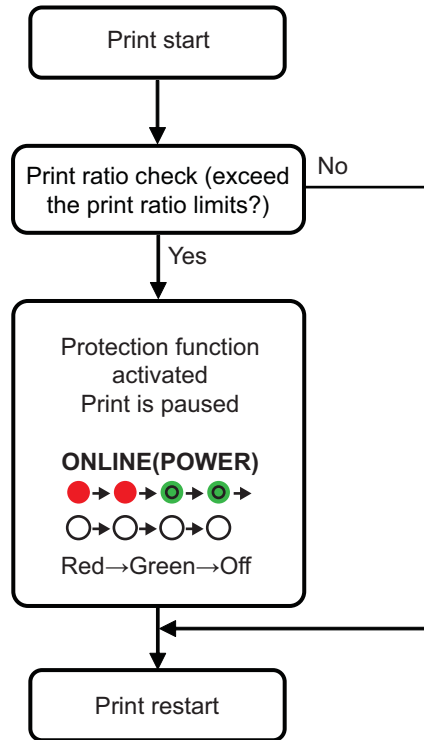 Print start
Print ratio check (exceed
the print ratio limits?)
No
Yes
Protection function
activated
Print is paused
ONLINE(POWER)
Red→Green→Off
Print restart